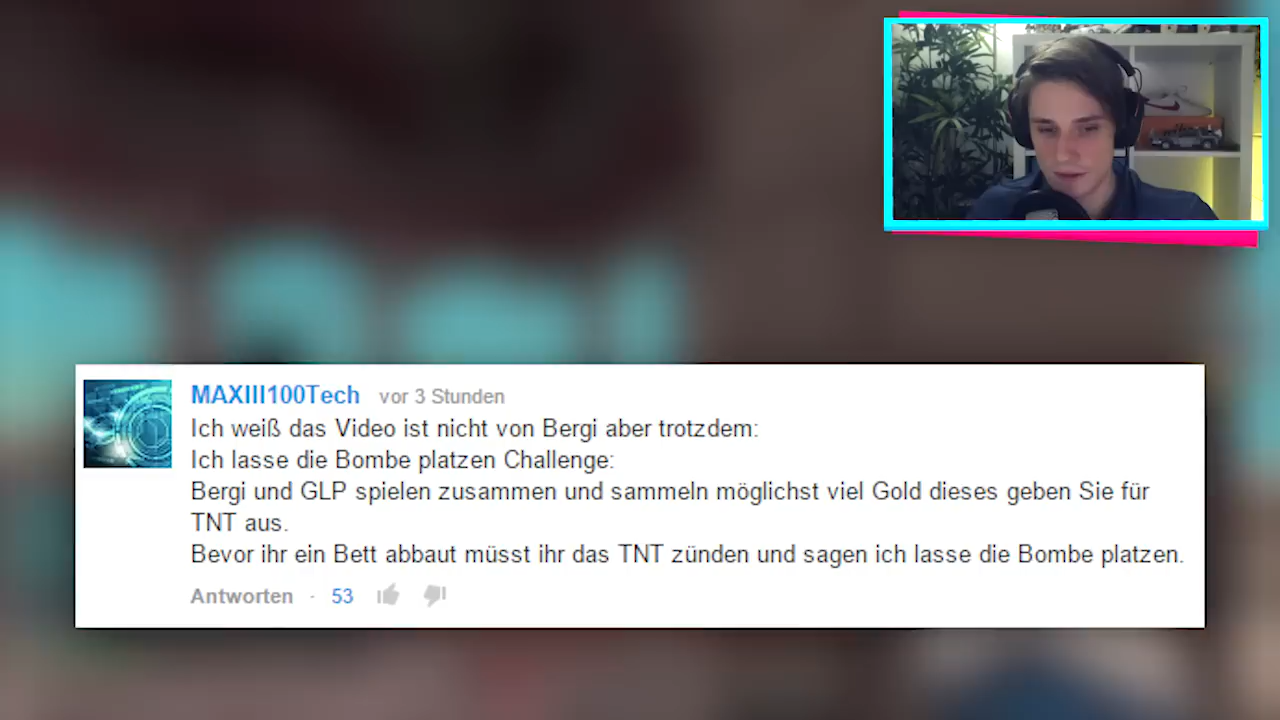 MAXIII100Tech vor 3 Stunden
Ich weiß das Video ist nicht von Bergi aber trotzdem:
Ich lasse die Bombe platzen Challenge:
Bergi und GLP spielen zusammen und sammeln möglichst viel Gold dieses geben Sie für
TNT aus.
Bevor ihr ein Bett abbaut müsst ihr das TNT zünden und sagen ich lasse die Bombe platzen.
Antworten · 53